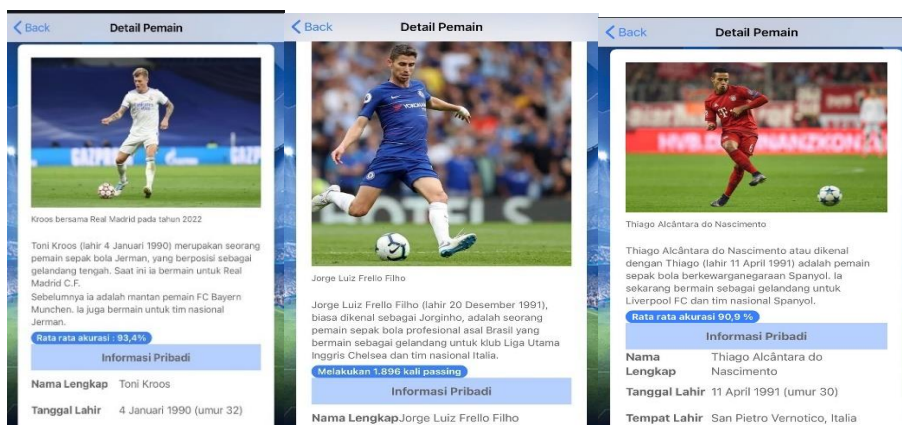 Back
Detail Pemain
Kroos bersama Real Madrid pada tahun 2022
Toni Kroos (lahir 4 Januari 1990) merupakan seorang
pemain sepak bola Jerman, yang berposisi sebagai
gelandang tengah. Saat ini ia bermain untuk Real
Madrid C.F.
Sebelumnya ia adalah mantan pemain FC Bayern
Munchen. Ia juga bermain untuk tim nasional
Jerman.
Rata rata akurasi : 93,4%
Informasi Pribadi
Nama Lengkap Toni Kroos
Tanggal Lahir 4 Januari 1990 (umur 32)
Back
Detail Pemain
Jorge Luiz Frello Filho
Jorge Luiz Frello Filho (lahir 20 Desember 1991),
biasa dikenal sebagai Jorginho, adalah seorang
pemain sepak bola profesional asal Brasil yang
bermain sebagai gelandang untuk klub Liga Utama
Inggris Chelsea dan tim nasional Italia.
Melakukan 1.896 kali passing
Informasi Pribadi
Nama LengkapJorge Luiz Frello Filho
Back
Detail Pemain
Thiago Alcântara do Nascimento
Thiago Alcântara do Nascimento atau dikenal
dengan Thiago (lahir 11 April 1991) adalah pemain
sepak bola berkewarganegaraan Spanyol. Ia
sekarang bermain sebagai gelandang untuk
Liverpool FC dan tim nasional Spanyol.
Rata rata akurasi 90,9 %
Informasi Pribadi
Nama Lengkap Thiago Alcântara do
Nascimento
Tanggal Lahir 11 April 1991 (umur 30)
Tempat Lahir San Pietro Vernotico, Italia